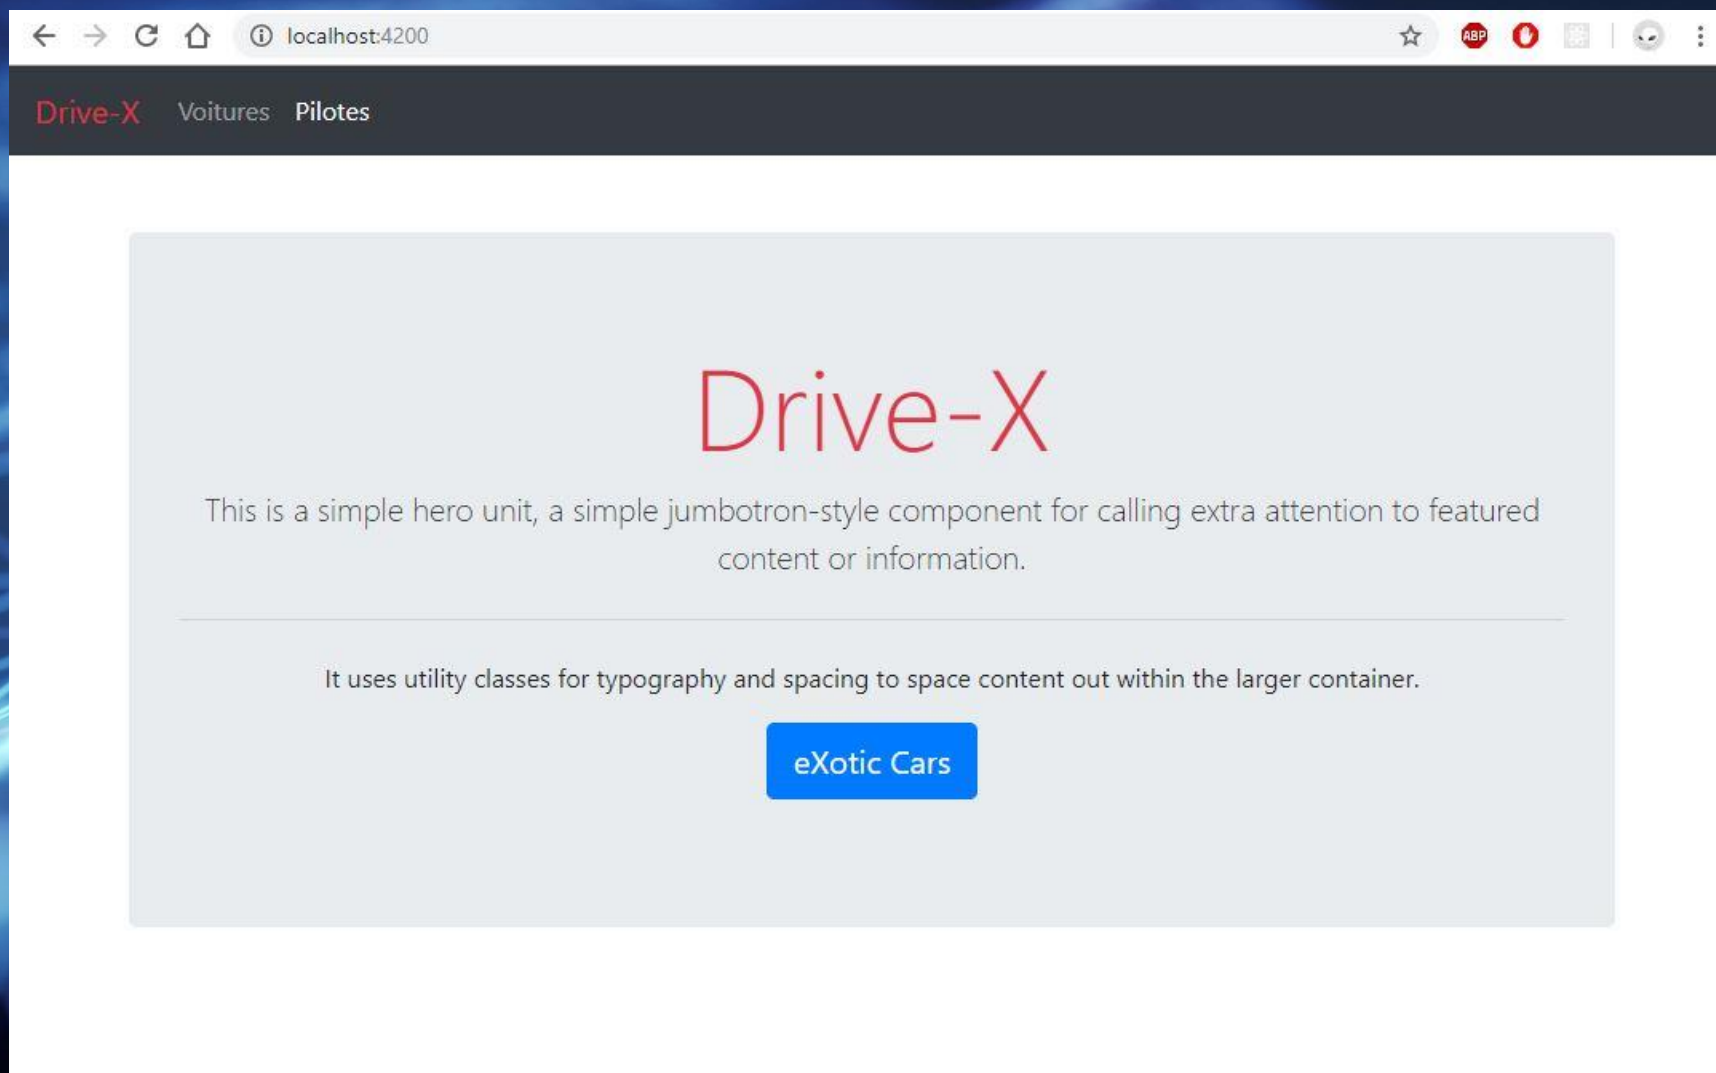 localhost:4200
ABP
Drive-X Voitures Pilotes
Drive-X
This is a simple hero unit, a simple jumbotron-style component for calling extra attention to featured
content or information.
It uses utility classes for typography and spacing to space content out within the larger container.
eXotic Cars